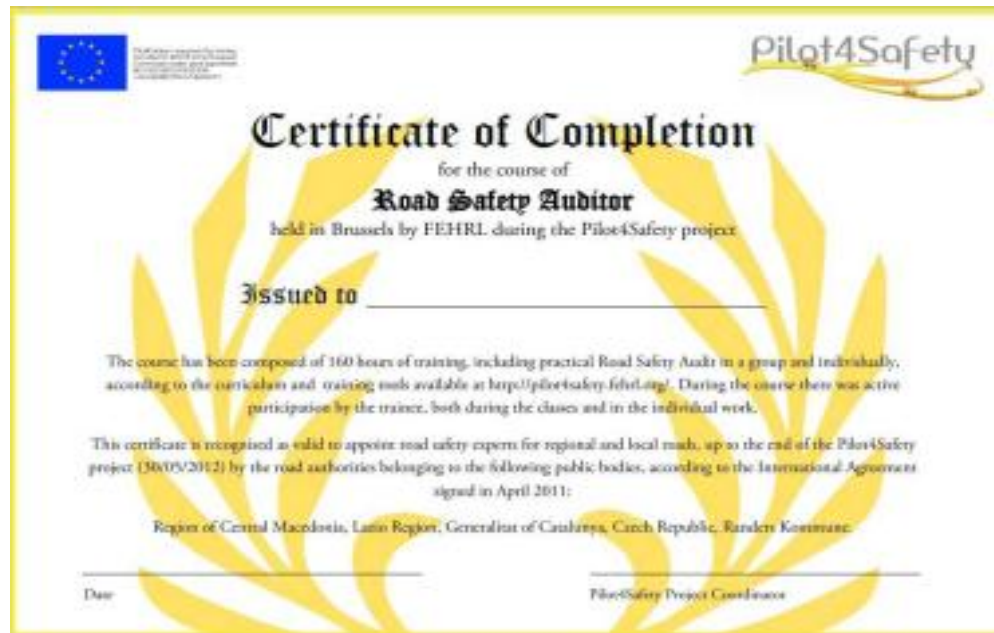 Pilot4Safety
Certificate of Completion
for the course of
Road Safety Auditor
held in Brussels by FEHRL during the Pilot4Safety project
Issued to
The course has been composed of 160 hours of training, including practical Road Safety Audit in a group and individually,
according to the curriculum and training tools available at http://pilot4safety.fehrl.org/. During the course there was active
participation by the trainee, both during the classes and in the individual work.
This certificate is recognised as valid to appoint road safety experts for regional and local roads, up to the end of the Pilot4Safety
project (30/05/2012) by the road authorities belonging to the following public bodies, according to the International Agreement
signed in April 2011:
Region of Central Macedonia, Lazio Region, Generalitat of Catalunya, Czech Republic, Randers Kommune.
Date
Pilot4Safety Project Coordinator